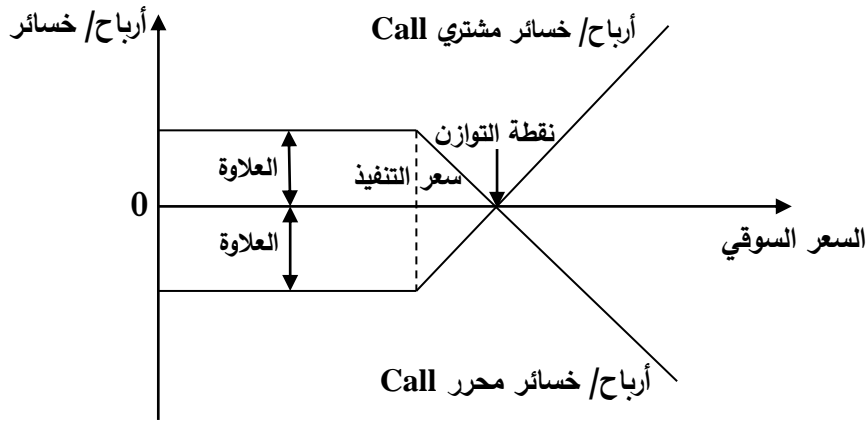 أرباح/ خسائر
أرباح/ خسائر مشتري Call
نقطة التوازن
العلاوة
سعر التنفيذ
0
العلاوة
السعر السوقي
أرباح/ خسائر محرر Call